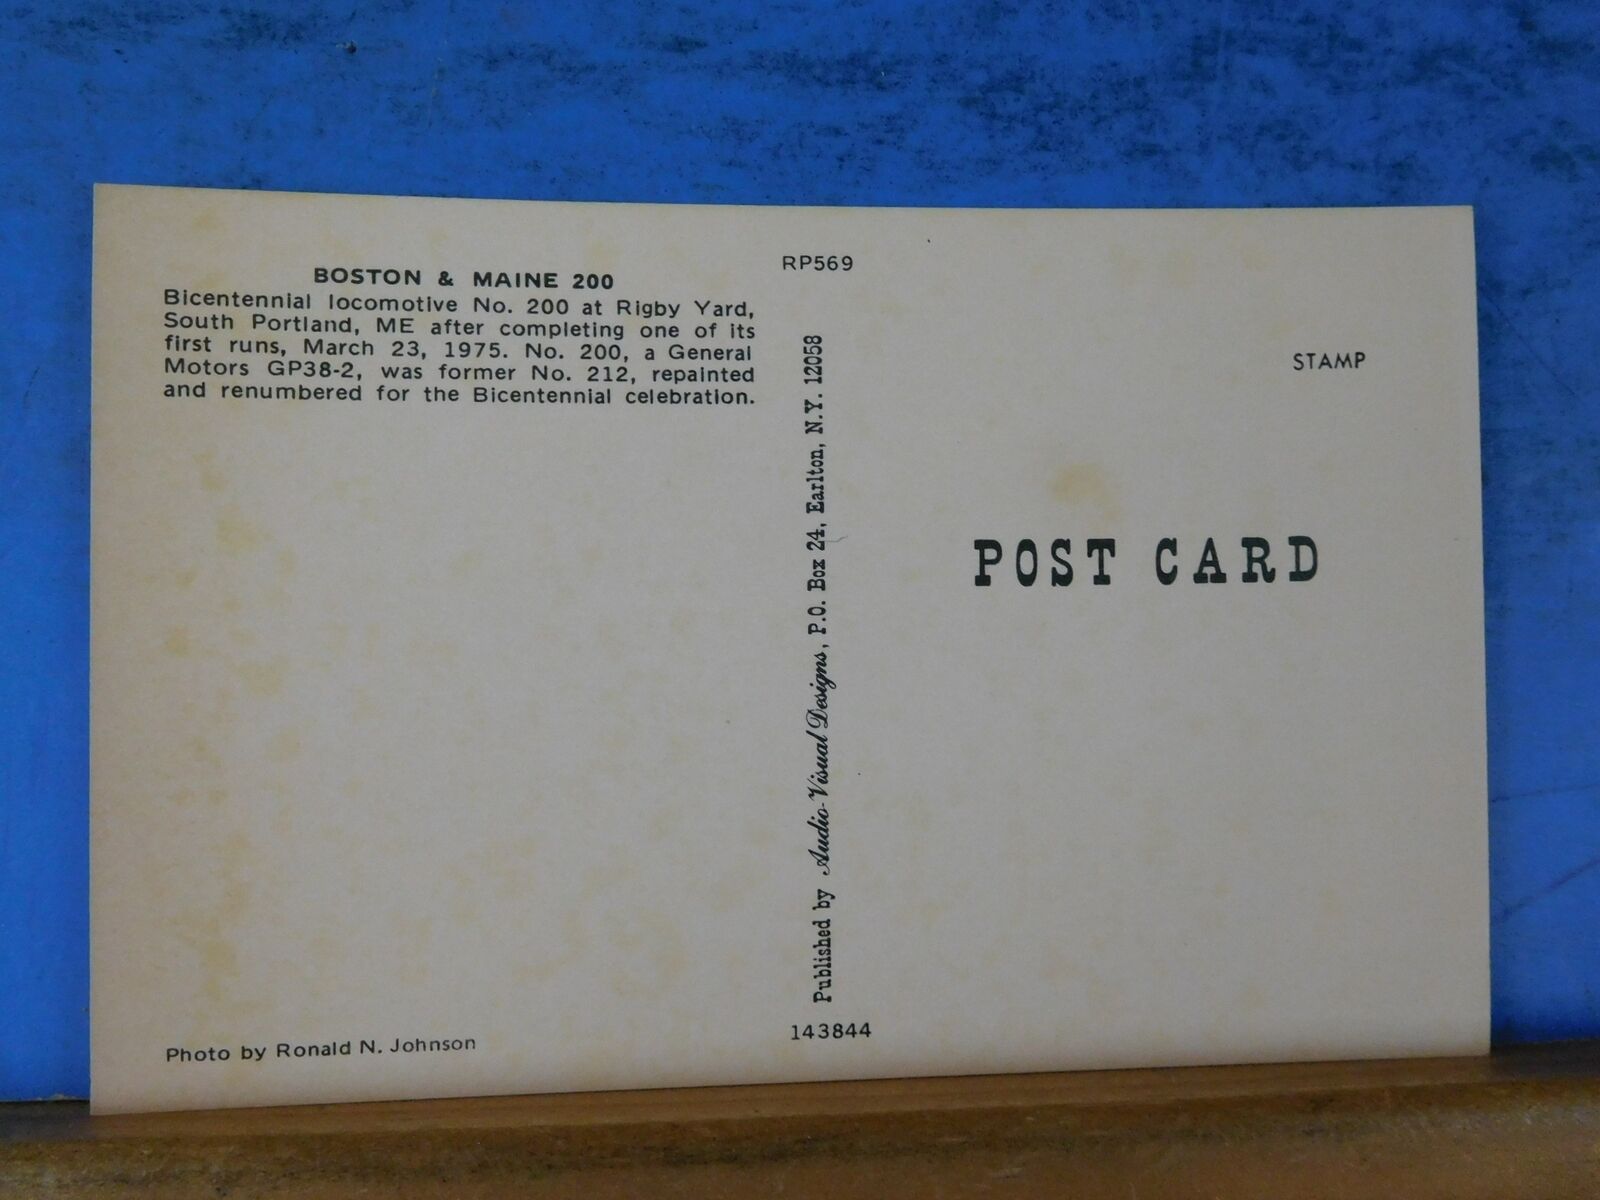 BOSTON & MAINE 200
Bicentennial locomotive No. 200 at Rigby Yard,
South Portland, ME after completing one of its
first runs, March 23, 1975. No. 200, a General
Motors GP38-2, was former No. 212, repainted
and renumbered for the Bicentennial celebration.
Photo by Ronald N. Johnson
RP569
Published by Audio-Visual Designs, P.O. Box 24, Earlton, N.Y. 12058
143844
STAMP
POST CARD